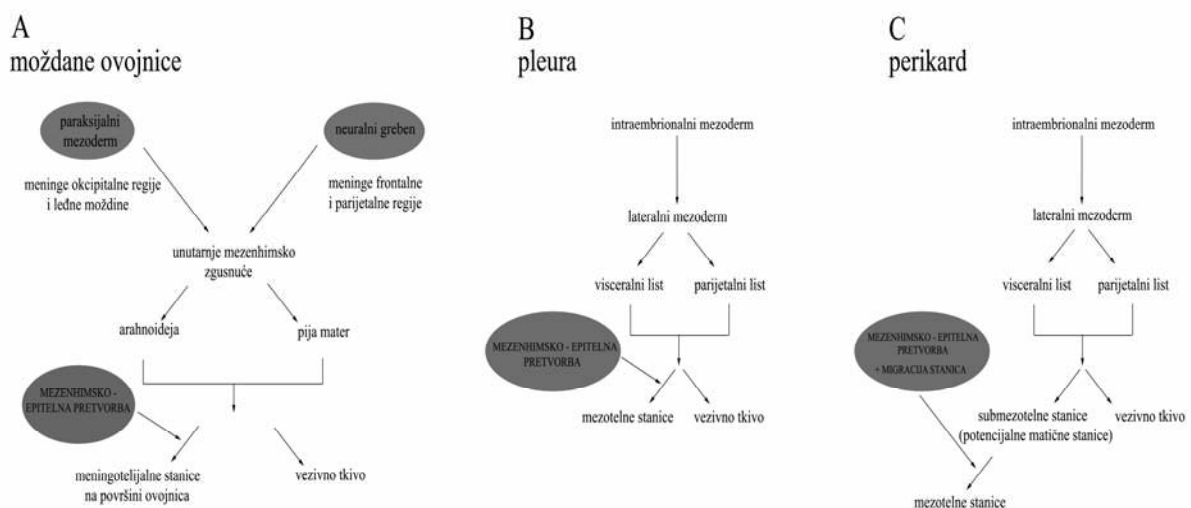 A
moždane ovojnice
paraksijalni
mezoderm
neuralni greben
meninge okcipitalne regije
i leđne moždine
meninge frontalne
i parijetalne regije
unutarnje mezenhimsko
zgusnuće
arahnoideja
pija mater
MEZENHIMSKO -
EPITELNA PRETVORBA
meningotelijalne stanice
na površini ovojnica
vezivno tkivo
B
pleura
intraembrionalni mezoderm
lateralni mezoderm
visceralni list
parijetalni list
MEZENHIMSKO - EPITELNA
PRETVORBA
mezotelne stanice
vezivno tkivo
C
perikard
intraembrionalni mezoderm
lateralni mezoderm
visceralni list
parijetalni list
MEZENHIMSKO - EPITELNA
PRETVORBA
+ MIGRACIJA STANICA
submezotelne stanice
(potencijalne matične stanice)
vezivno tkivo
mezotelne stanice